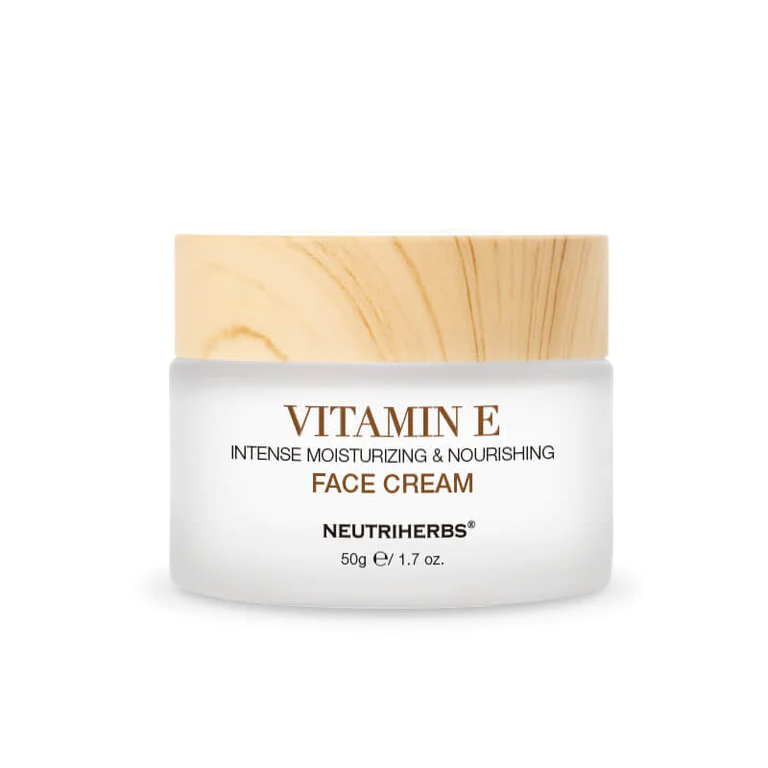 VITAMIN E
INTENSE MOISTURIZING & NOURISHING
FACE CREAM
NEUTRIHERBS®
50g ℮/ 1.7 oz.